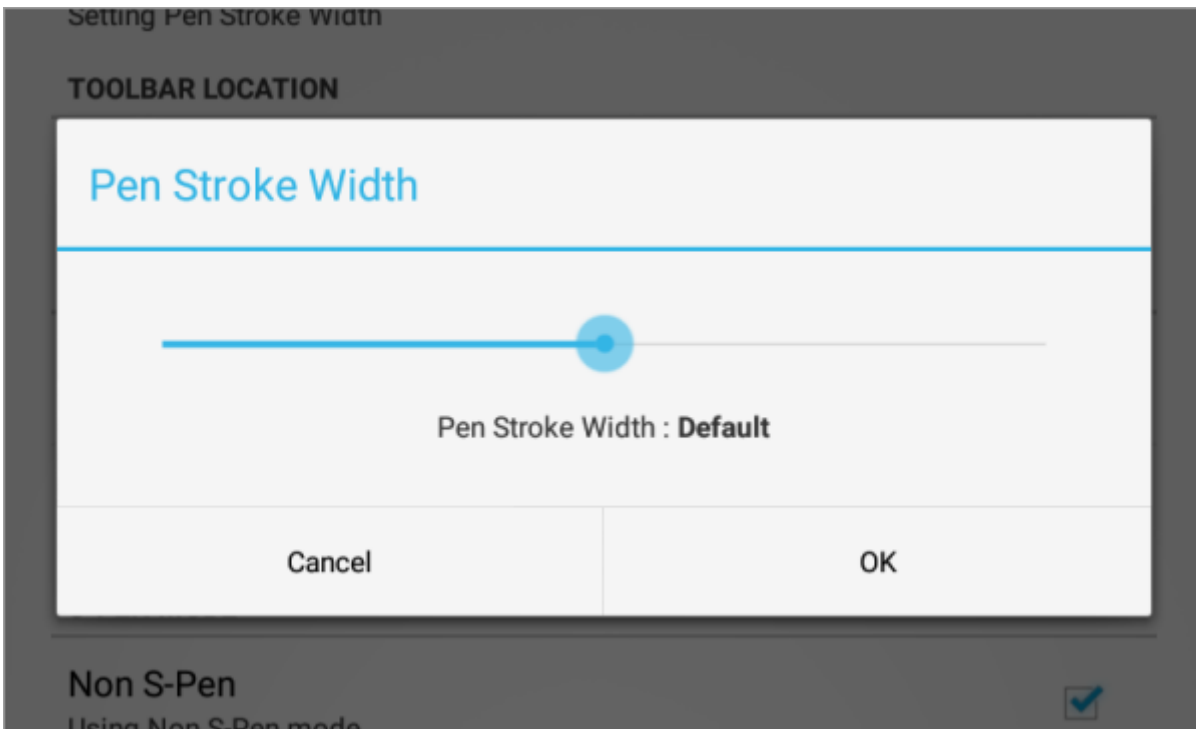 Setting Pen Stroke Width
TOOLBAR LOCATION
Pen Stroke Width
Pen Stroke Width : Default
Cancel
OK
Non S-Pen
Using Non S-Pen mode